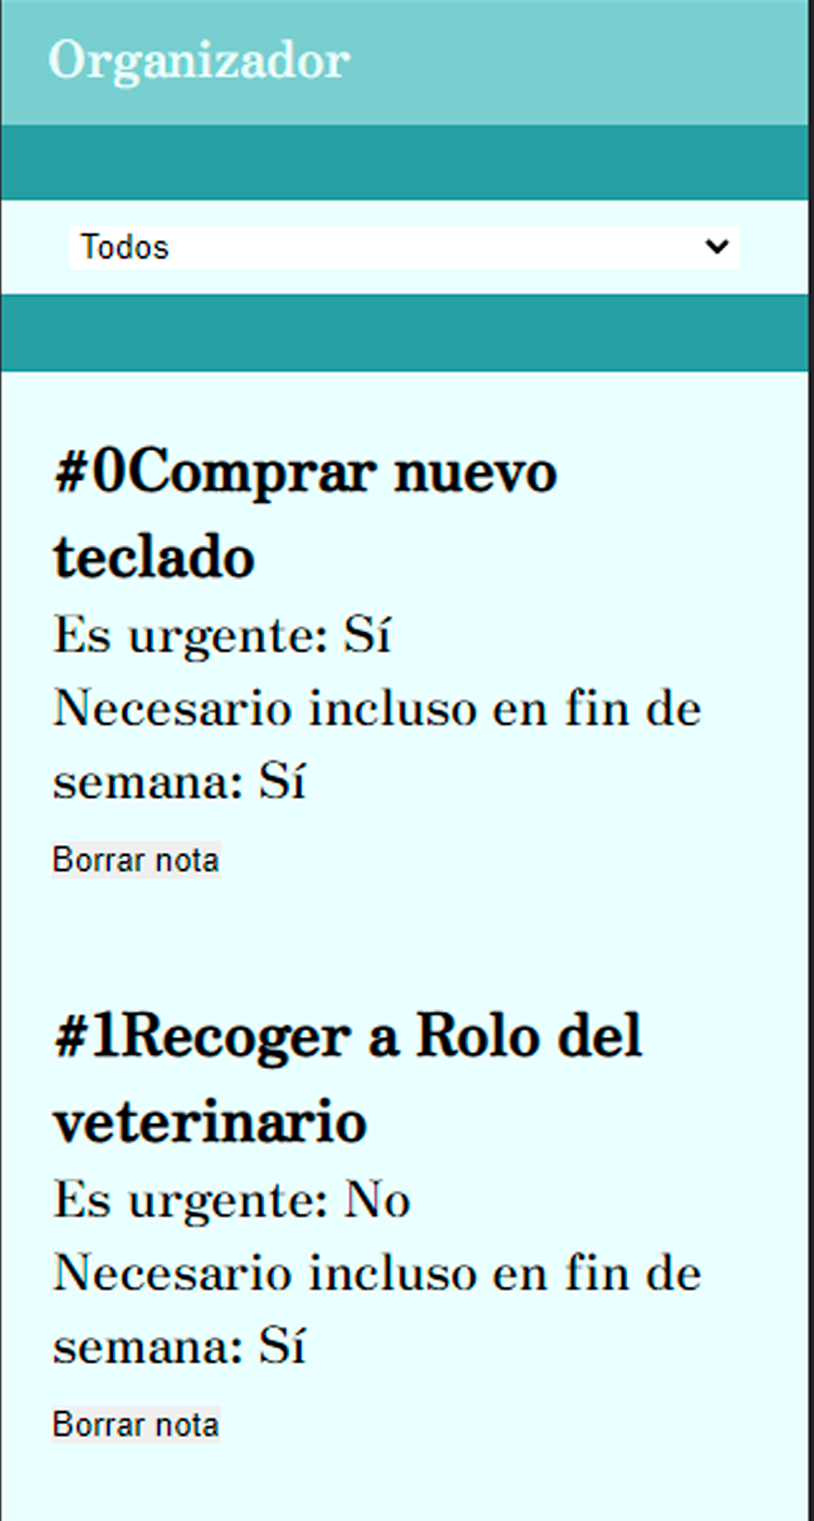 Organizador
Todos
#0Comprar nuevo
teclado
Es urgente: Sí
Necesario incluso en fin de
semana: Sí
Borrar nota
#1Recoger a Rolo del
veterinario
Es urgente: No
Necesario incluso en fin de
semana: Sí
Borrar nota